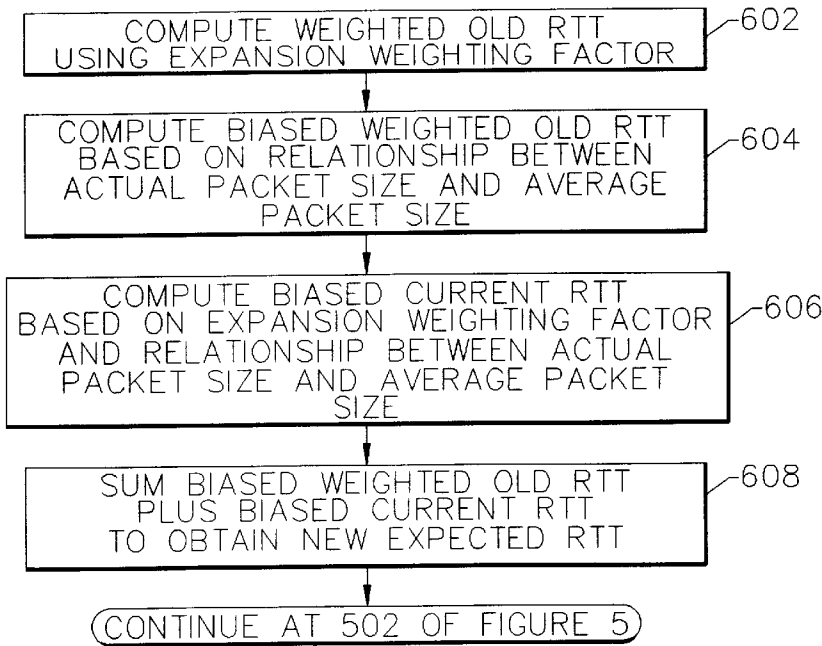 COMPUTE WEIGHTED OLD RTT
USING EXPANSION WEIGHTING FACTOR
602
COMPUTE BIASED WEIGHTED OLD RTT
BASED ON RELATIONSHIP BETWEEN
ACTUAL PACKET SIZE AND AVERAGE
PACKET SIZE
604
COMPUTE BIASED CURRENT RTT
BASED ON EXPANSION WEIGHTING FACTOR
AND RELATIONSHIP BETWEEN ACTUAL
PACKET SIZE AND AVERAGE PACKET
SIZE
606
SUM BIASED WEIGHTED OLD RTT
PLUS BIASED CURRENT RTT
TO OBTAIN NEW EXPECTED RTT
608
CONTINUE AT 502 OF FIGURE 5